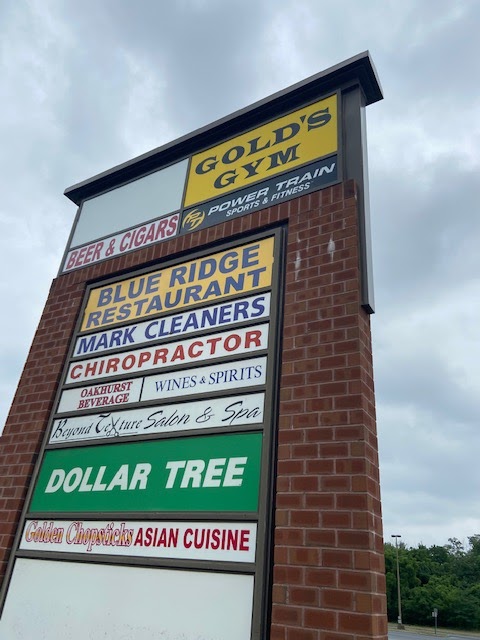 GOLD'S
GYM
BEER & CIGARS
POWER TRAIN
SPORTS & FITNESS
BLUE RIDGE
RESTAURANT
MARK CLEANERS
CHIROPRACTOR
OAKHURST
BEVERAGE
WINES & SPIRITS
Beyond Texture Salon & Spa
DOLLAR TREE
Golden Chopsticks ASIAN CUISINE